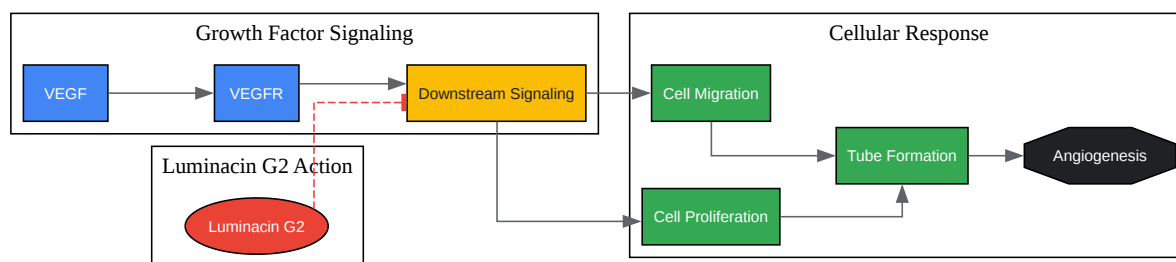 Growth Factor Signaling
VEGF
VEGFR
Downstream Signaling
Luminacin G2 Action
Luminacin G2
Cellular Response
Cell Migration
Cell Proliferation
Tube Formation
Angiogenesis